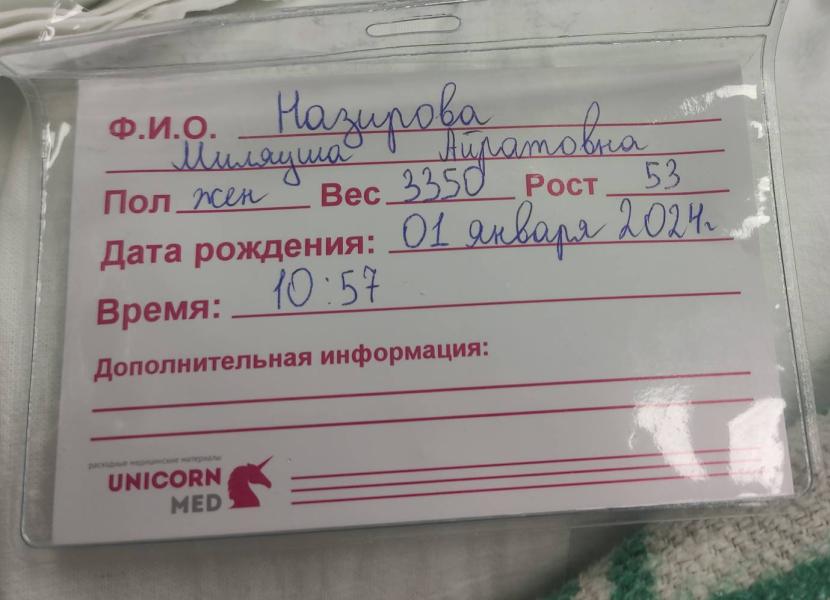 Ф.И.О. Назирова
Миляуша Айратовна
Пол жен Вес 3350 Рост 53
Дата рождения: 01 января 2024г
Время: 10:57
Дополнительная информация:
расходные медицинские материалы
UNICORN
MED